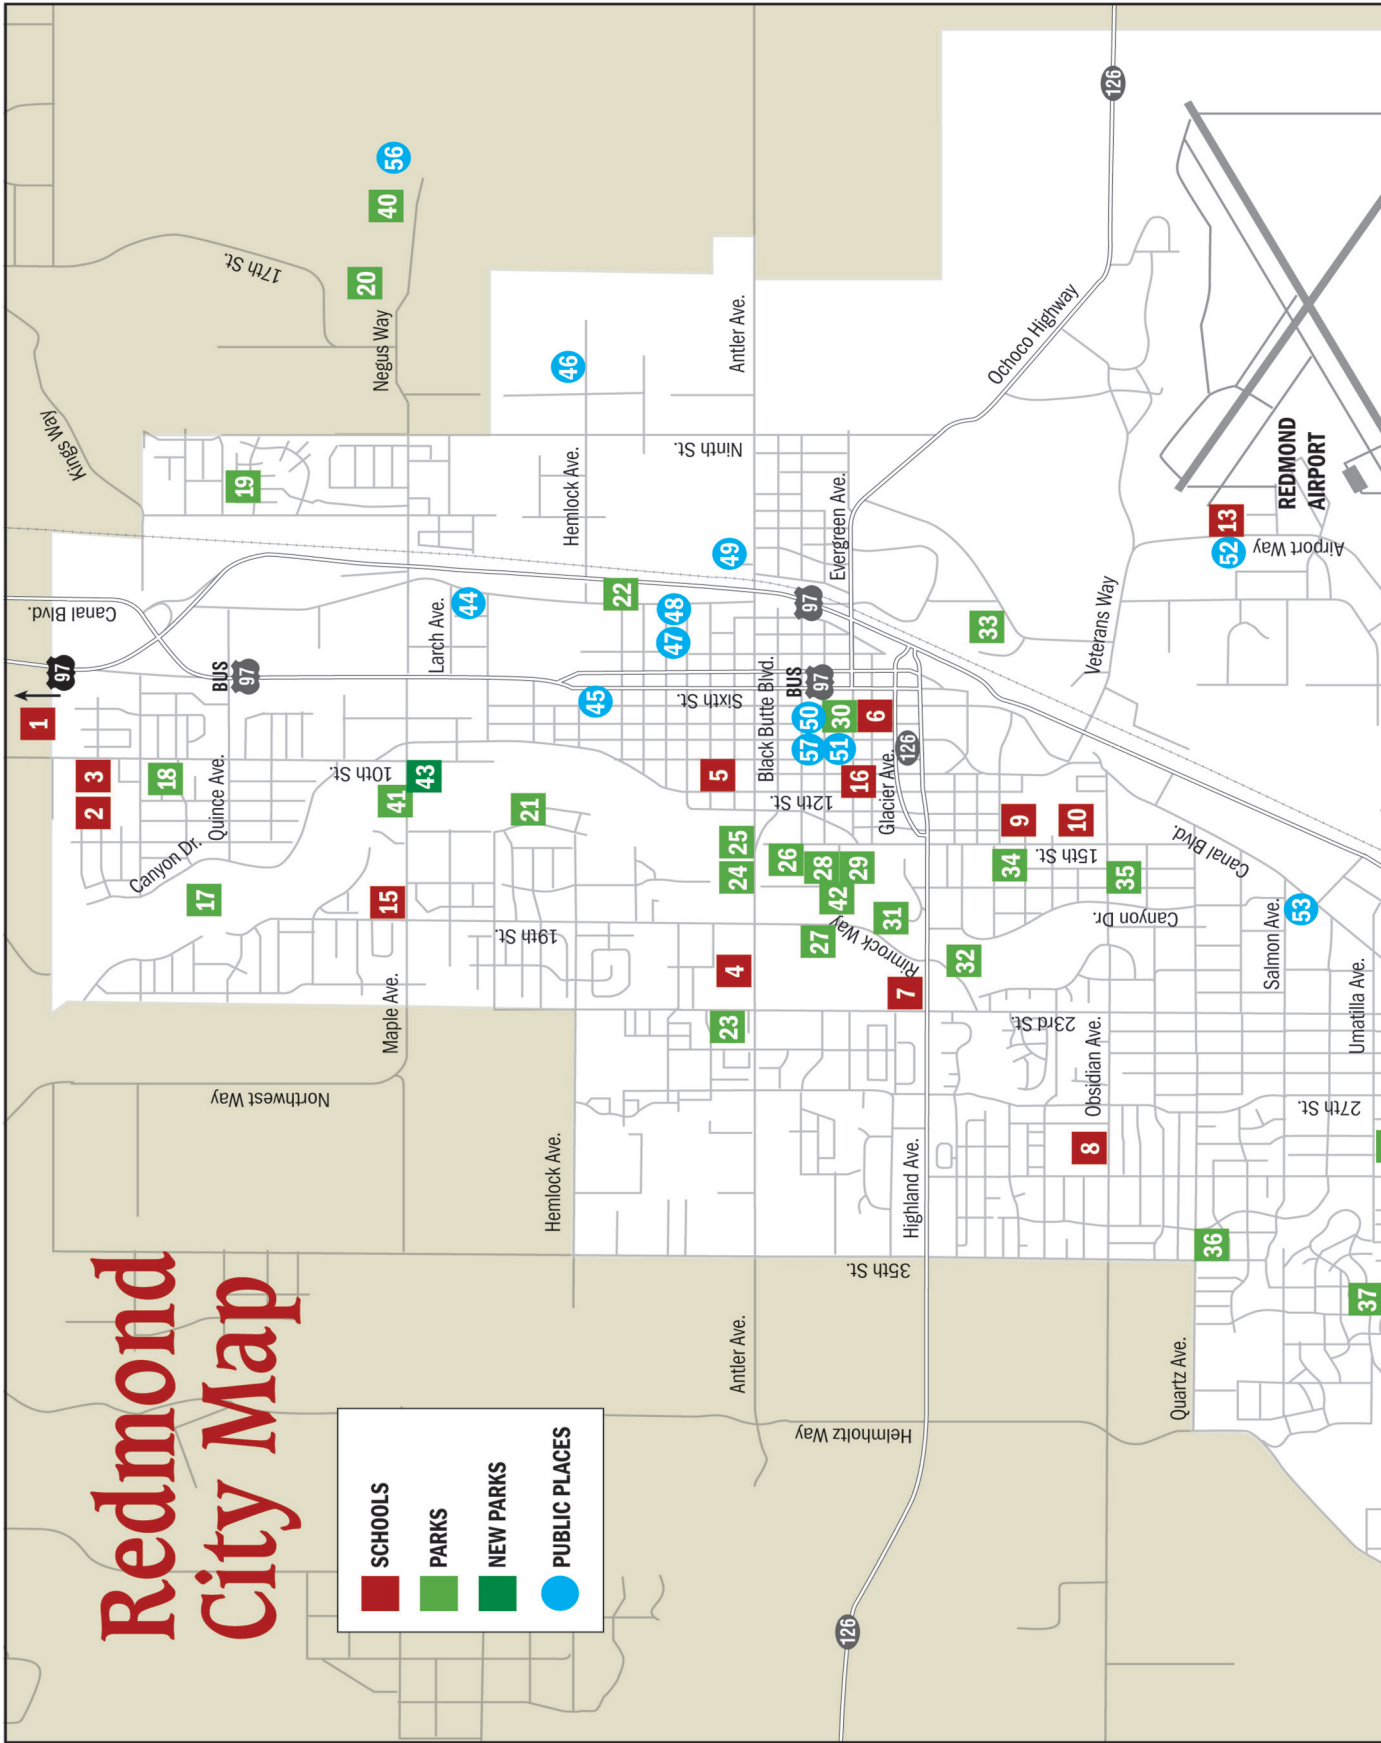 Redmond
City Map
SCHOOLS
PARKS
NEW PARKS
PUBLIC PLACES
1
97
Canal Blvd.
Kings Way
2
3
18
17
Canyon Dr.
Quince Ave.
BUS
97
19
17th St.
Northwest Way
Maple Ave.
15
41
43
10th St.
Negus Way
20
40
56
Larch Ave.
44
19th St.
21
Hemlock Ave.
Hemlock Ave.
45
46
22
47
48
Sixth St.
Ninth St.
Antler Ave.
Antler Ave.
23
4
24
25
5
49
Black Butte Blvd.
12th St.
26
27
28
29
42
Rimrock Way
31
57
50
51
30
6
BUS
97
97
Evergreen Ave.
16
Glacier Ave.
126
126
Helmholtz Way
35th St.
Highland Ave.
7
32
33
Ochoco Highway
126
23rd St.
34
9
10
15th St.
8
Obsidian Ave.
35
Canyon Dr.
Veterans Way
Quartz Ave.
36
Canal Blvd.
52
13
Airport Way
REDMOND
AIRPORT
Salmon Ave.
53
27th St.
Umatilla Ave.
37